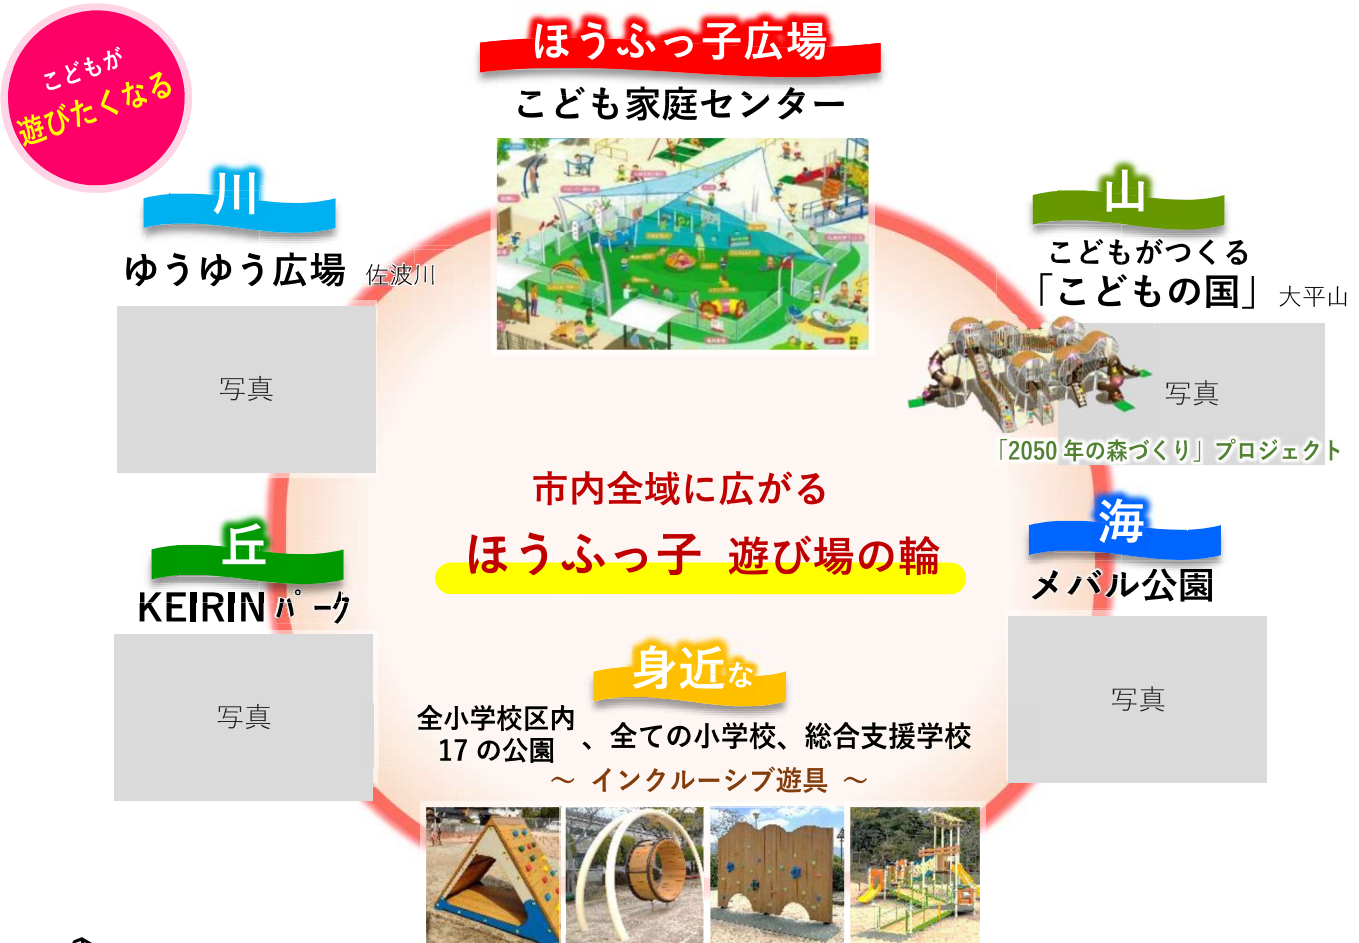 こどもが
遊びたくなる
ほうふっ子広場
こども家庭センター
川
ゆうゆう広場 佐波川
写真
山
こどもがつくる
「こどもの国」 大平山
写真
「2050年の森づくり」プロジェクト
市内全域に広がる
ほうふっ子 遊び場の輪
丘
KEIRINパーク
写真
海
メバル公園
写真
身近な
全小学校区内
17の公園
、全ての小学校、総合支援学校
～ インクルーシブ遊具 ～